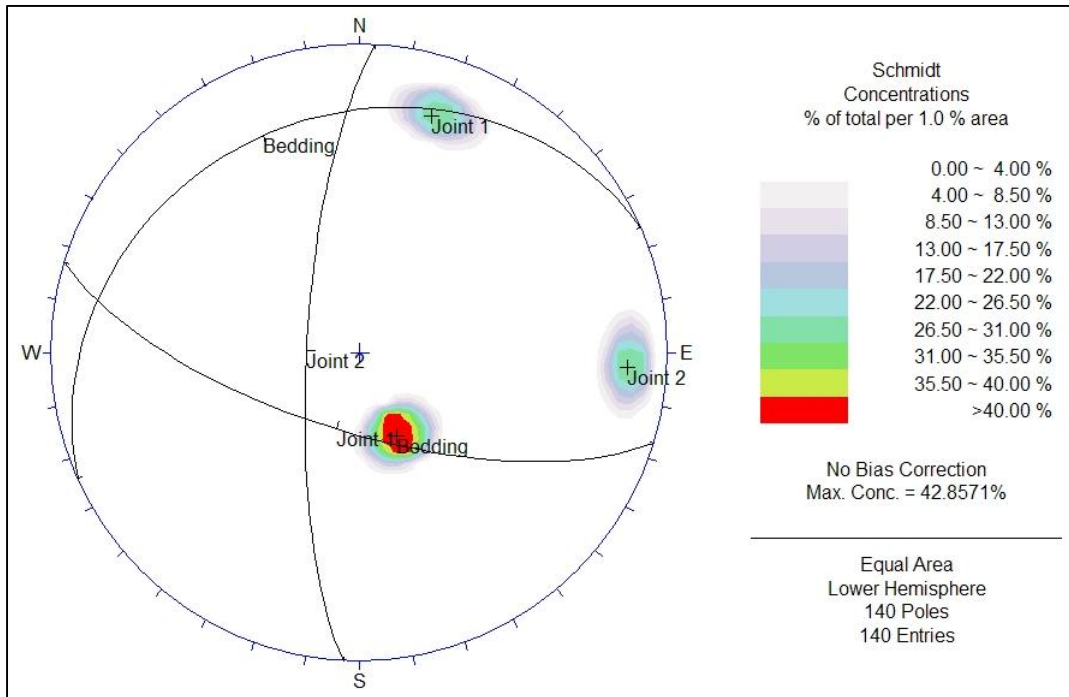 N
Schmidt
Concentrations
% of total per 1.0 % area
Joint 1
Bedding
0.00 ~ 4.00 %
4.00 ~ 8.50 %
8.50 ~ 13.00 %
13.00 ~ 17.50 %
17.50 ~ 22.00 %
22.00 ~ 26.50 %
26.50 ~ 31.00 %
31.00 ~ 35.50 %
35.50 ~ 40.00 %
>40.00 %
W
E
Joint 2
Joint 2
Joint 1
Bedding
No Bias Correction
Max. Conc. = 42.8571%
Equal Area
Lower Hemisphere
140 Poles
140 Entries
S